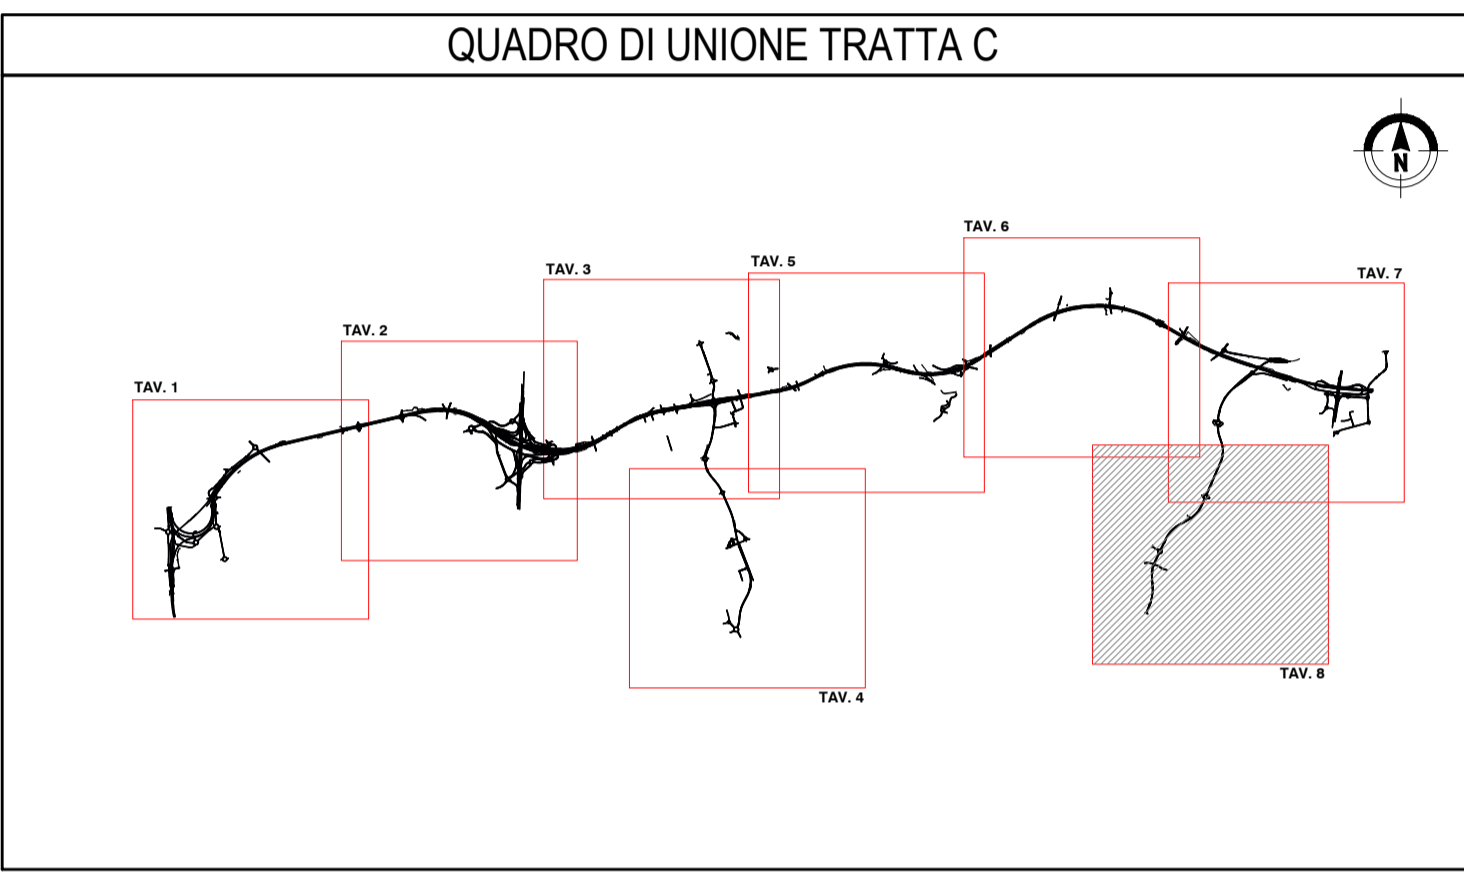 QUADRO DI UNIONE TRATTA C
N
TAV. 6
TAV. 5
TAV. 3
TAV. 7
TAV. 2
TAV. 1
TAV. 8
TAV. 4